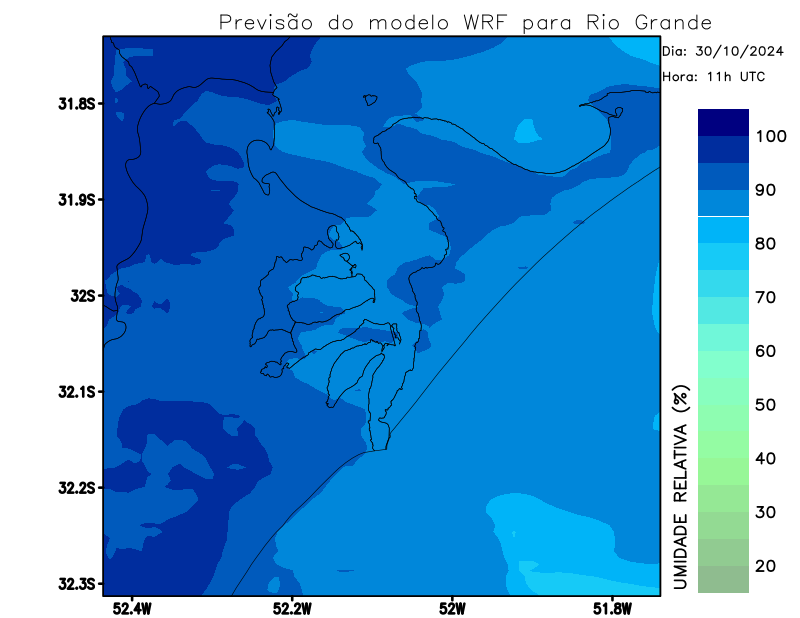 Previsão do modelo WRF para Rio Grande
Dia: 30/10/2024
Hora: 11h UTC
31.8S
31.9S
32S
32.1S
32.2S
32.3S
52.4W
52.2W
52W
51.8W
100
90
80
70
60
50
40
30
20
UMIDADE RELATIVA (%)